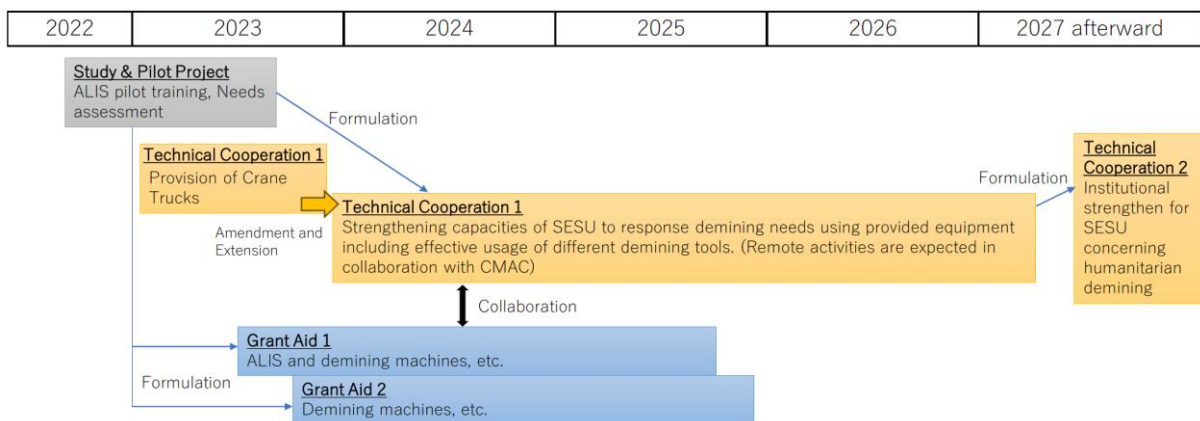 2022 2023 2024 2025 2026 2027 afterward
Study & Pilot Project
ALIS pilot training, Needs
assessment
Formulation
Technical Cooperation 1
Provision of Crane
Trucks
Amendment and
Extension
Technical Cooperation 1
Strengthening capacities of SESU to response demining needs using provided equipment
including effective usage of different demining tools. (Remote activities are expected in
collaboration with CMAC)
Formulation
Technical
Cooperation 2
Institutional
strengthen for
SESU
concerning
humanitarian
demining
Collaboration
Grant Aid 1
ALIS and demining machines, etc.
Formulation
Grant Aid 2
Demining machines, etc.